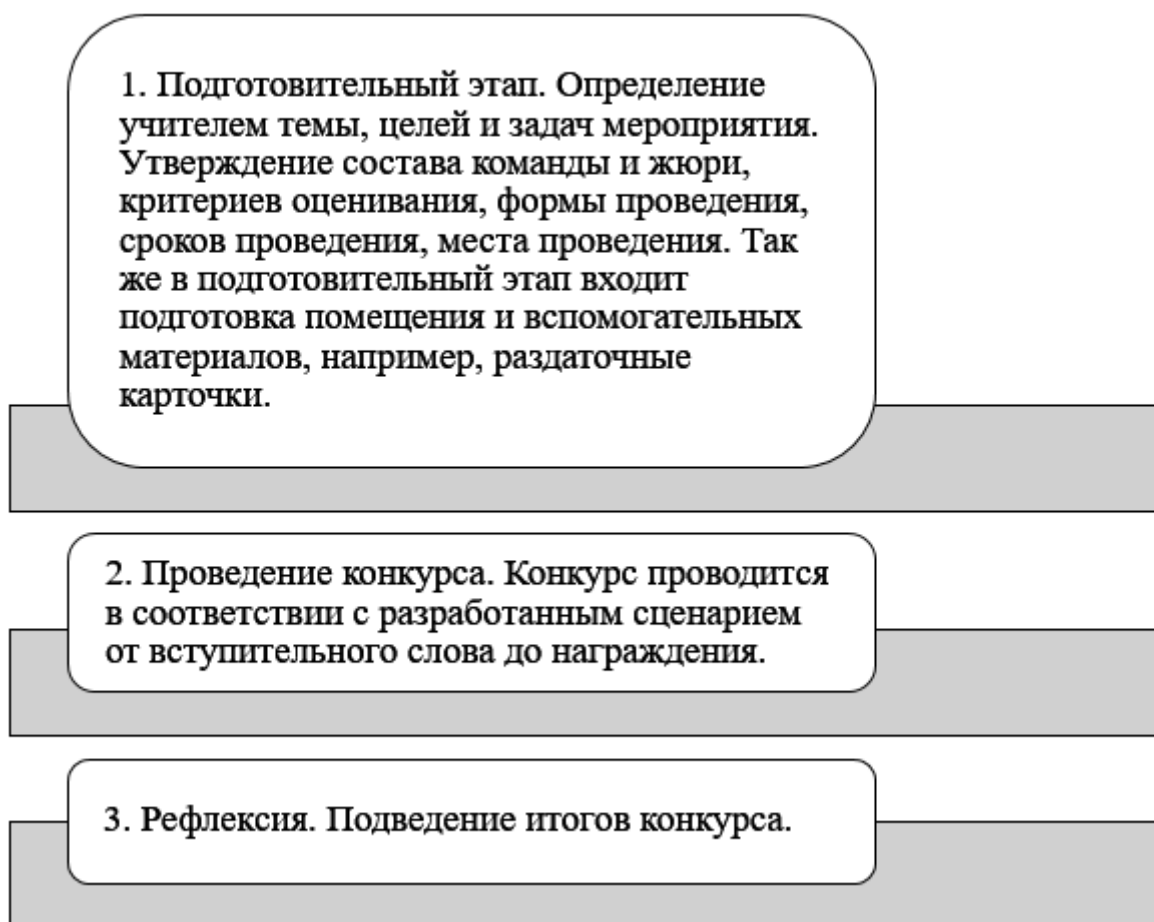 1. Подготовительный этап. Определение
учителем темы, целей и задач мероприятия.
Утверждение состава команды и жюри,
критериев оценивания, формы проведения,
сроков проведения, места проведения. Так
же в подготовительный этап входит
подготовка помещения и вспомогательных
материалов, например, раздаточные
карточки.
2. Проведение конкурса. Конкурс проводится
в соответствии с разработанным сценарием
от вступительного слова до награждения.
3. Рефлексия. Подведение итогов конкурса.